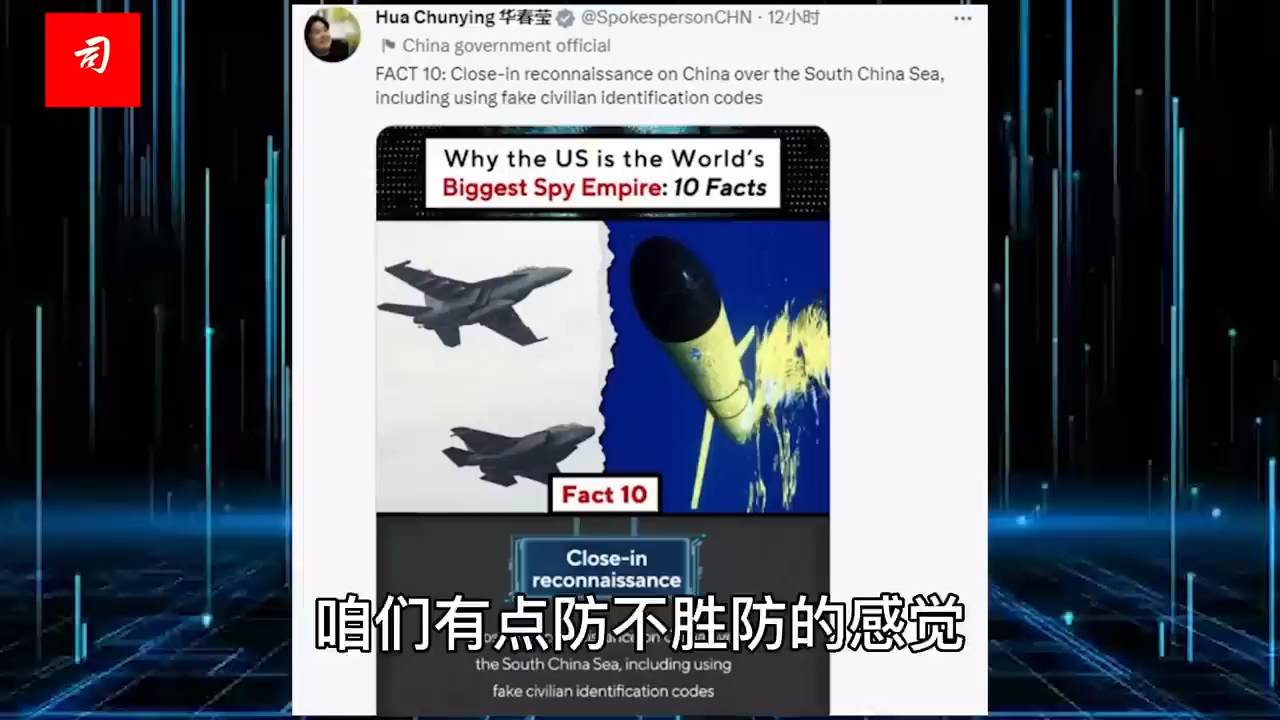 司
Hua Chunying 华春莹 @SpokespersonCHN · 12小时
China government official
FACT 10: Close-in reconnaissance on China over the South China Sea,
including using fake civilian identification codes
Why the US is the World's
Biggest Spy Empire: 10 Facts
Fact 10
Close-in
reconnaissance
咱们有点防不胜防的感觉
the South China Sea, including using
fake civilian identification codes